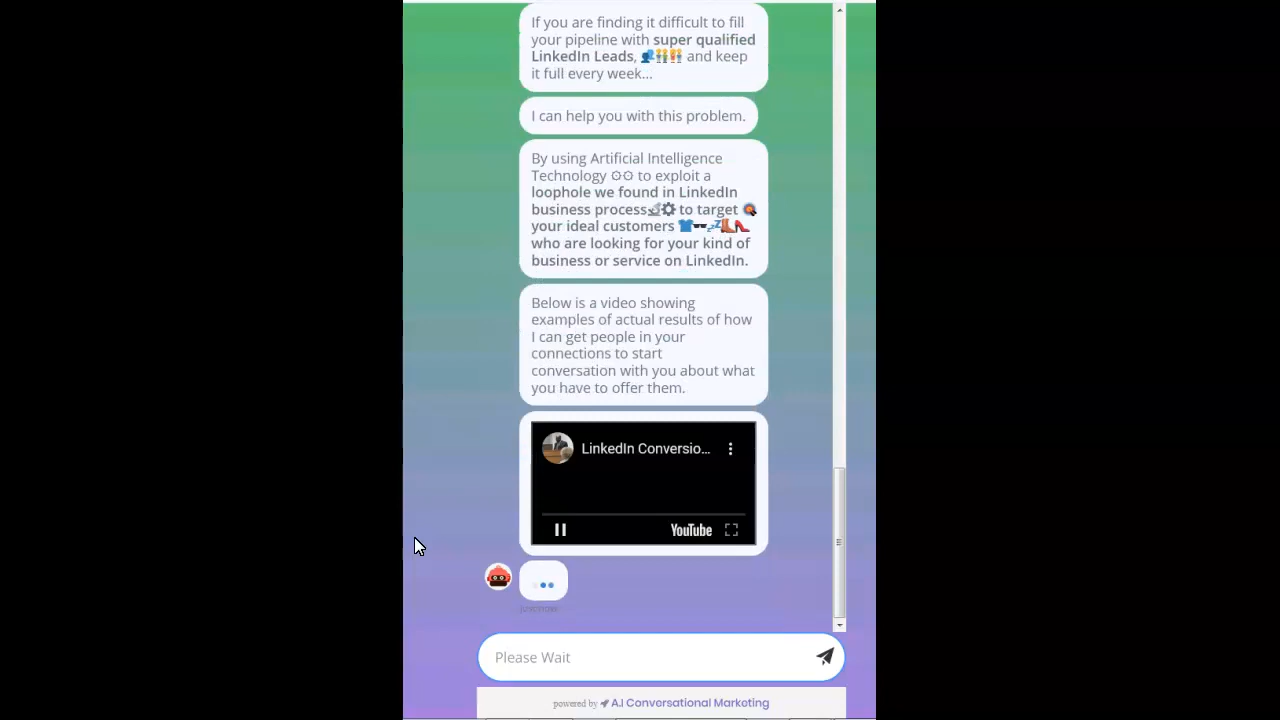 If you are finding it difficult to fill
your pipeline with super qualified
LinkedIn Leads, and keep
it full every week...
I can help you with this problem.
By using Artificial Intelligence
Technology to exploit a
loophole we found in LinkedIn
business process to target
your ideal customers
who are looking for your kind of
business or service on LinkedIn.
Below is a video showing
examples of actual results of how
I can get people in your
connections to start
conversation with you about what
you have to offer them.
LinkedIn Conversio...
YouTube
just now
Please Wait
powered by A.I Conversational Marketing